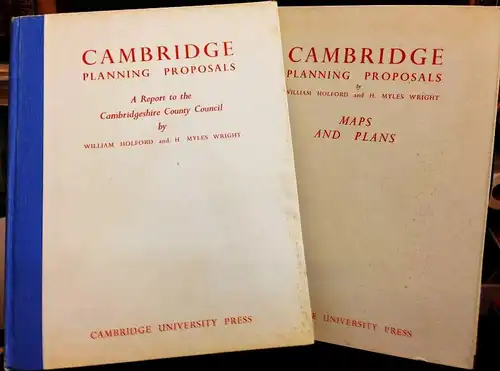 CAMBRIDGE
PLANNING PROPOSALS
A Report to the
Cambridgeshire County Council
by
WILLIAM HOLFORD and H. MYLES WRIGHT
CAMBRIDGE UNIVERSITY PRESS
CAMBRIDGE
PLANNING PROPOSALS
by
WILLIAM HOLFORD and H. MYLES WRIGHT
MAPS
AND PLANS
CAMBRIDGE UNIVERSITY PRESS